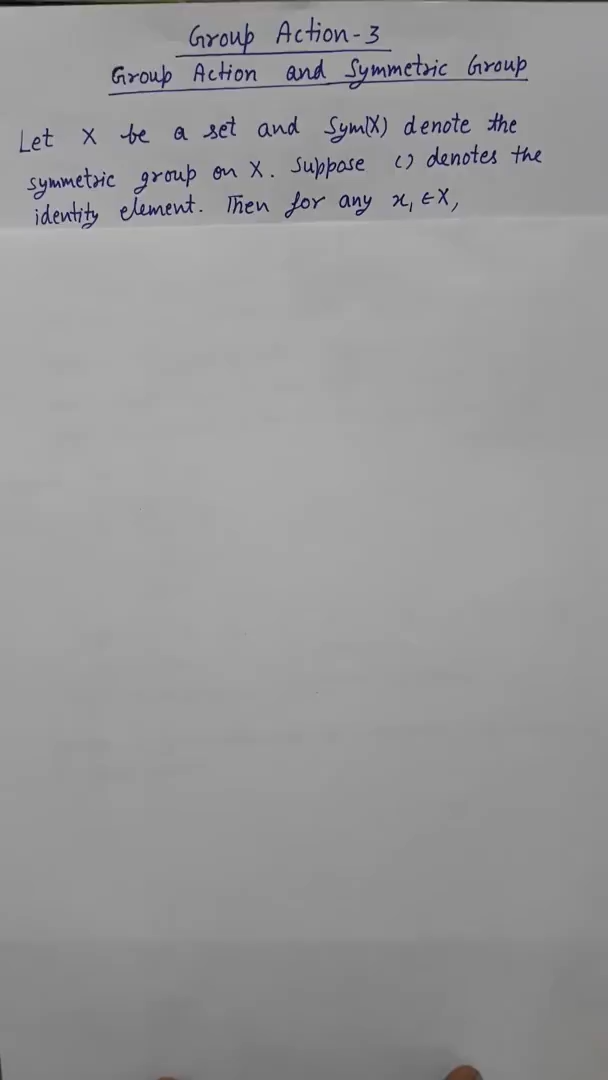 Group Action-3
Group Action and Symmetric Group
Let X be a set and Sym(X) denote the
symmetric group on X. Suppose () denotes the
identity element. Then for any x₁ ∈ X,